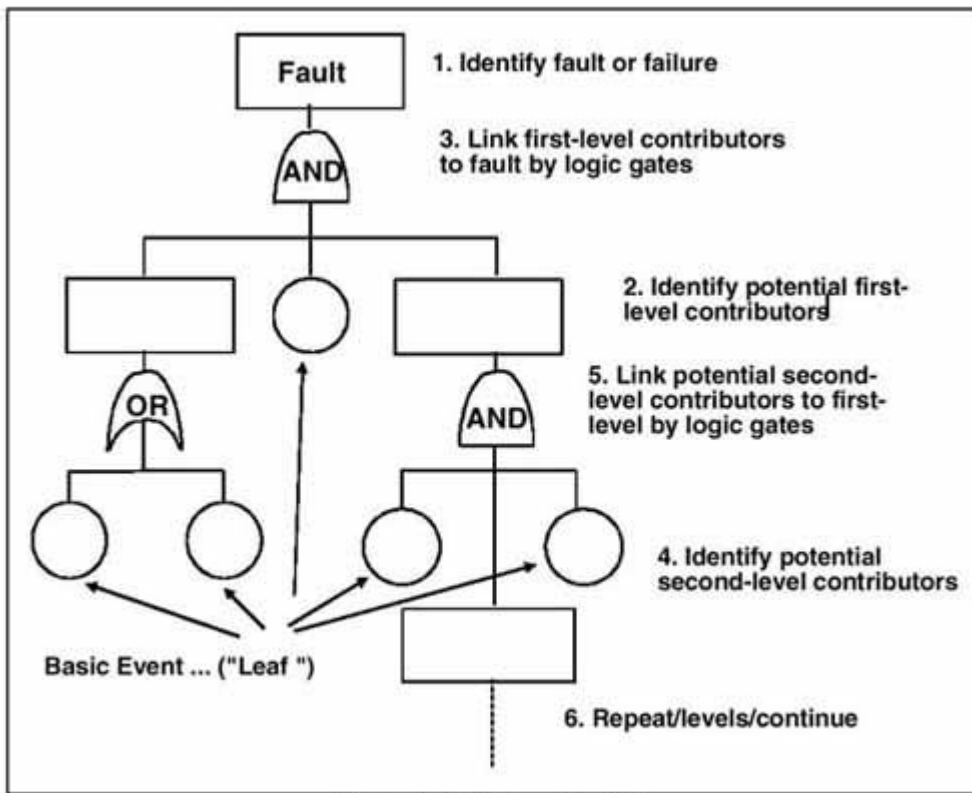 Fault
1. Identify fault or failure
3. Link first-level contributors
to fault by logic gates
AND
2. Identify potential first-
level contributors
5. Link potential second-
level contributors to first-
level by logic gates
OR
AND
4. Identify potential
second-level contributors
Basic Event ... ("Leaf ")
6. Repeat/levels/continue